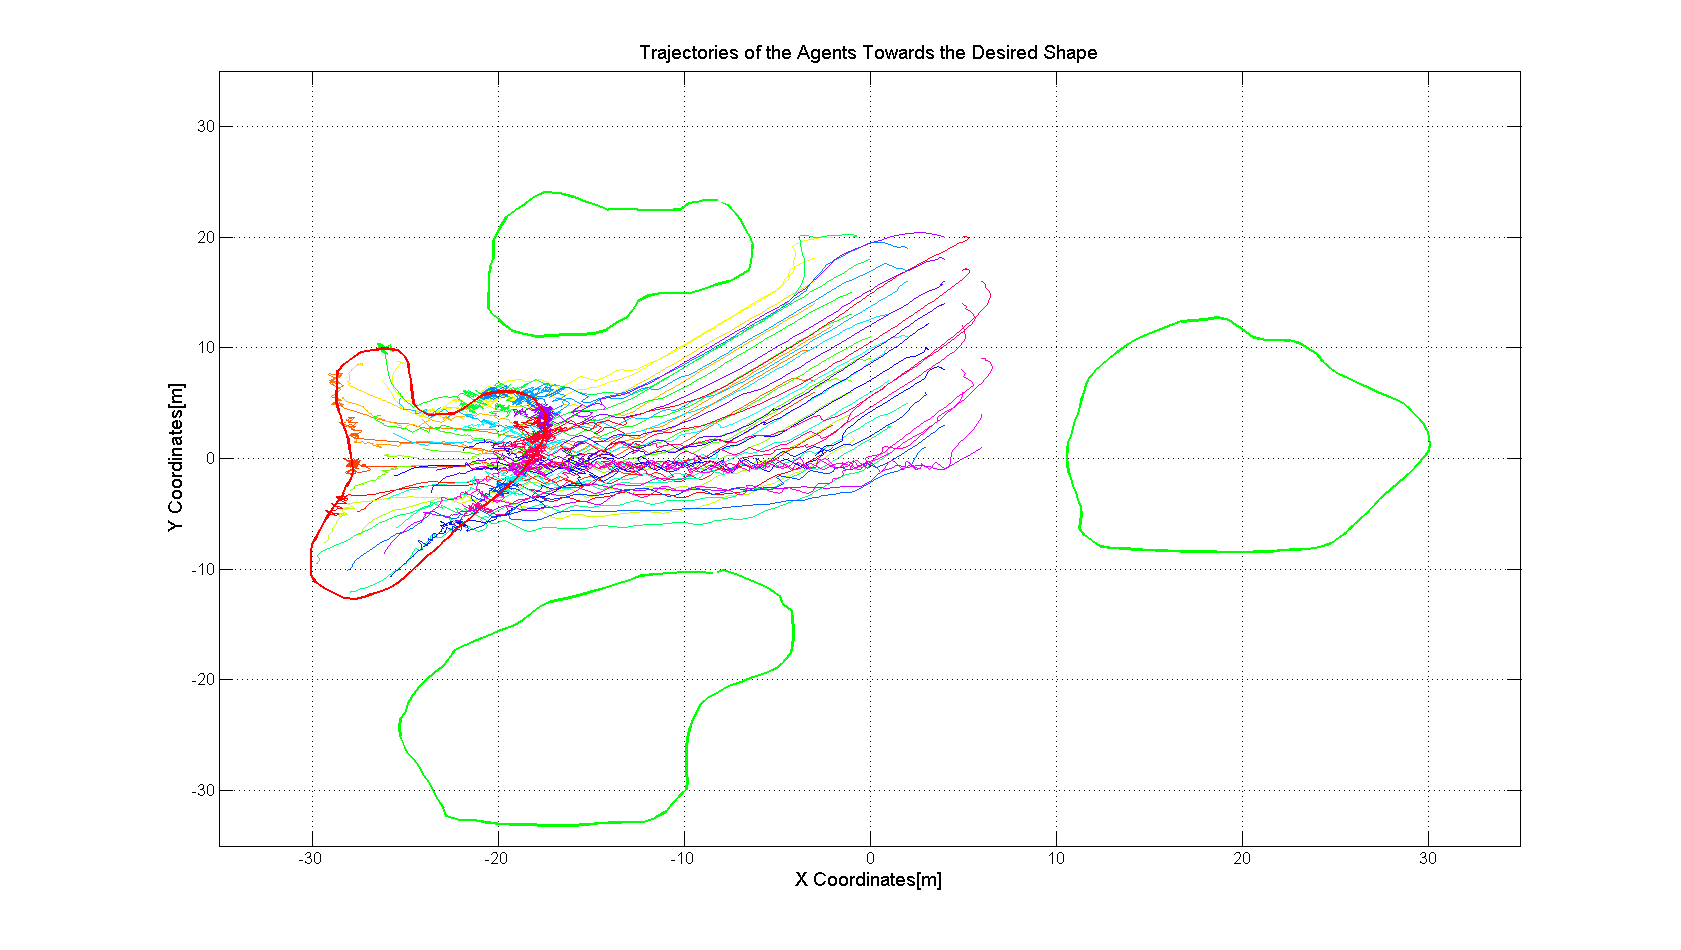 Trajectories of the Agents Towards the Desired Shape
30
20
10
0
-10
-20
-30
Y Coordinates[m]
-30 -20 -10 0 10 20 30
X Coordinates[m]